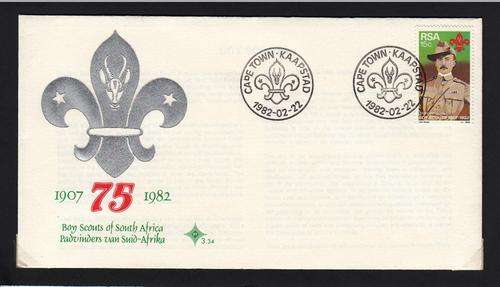 1907 75 1982
Boy Scouts of South Africa
Padvinders van Suid-Afrika
3.34
CAPE TOWN · KAAPSTAD
1982-02-22
CAPE TOWN · KAAPSTAD
1982-02-22
RSA
15c